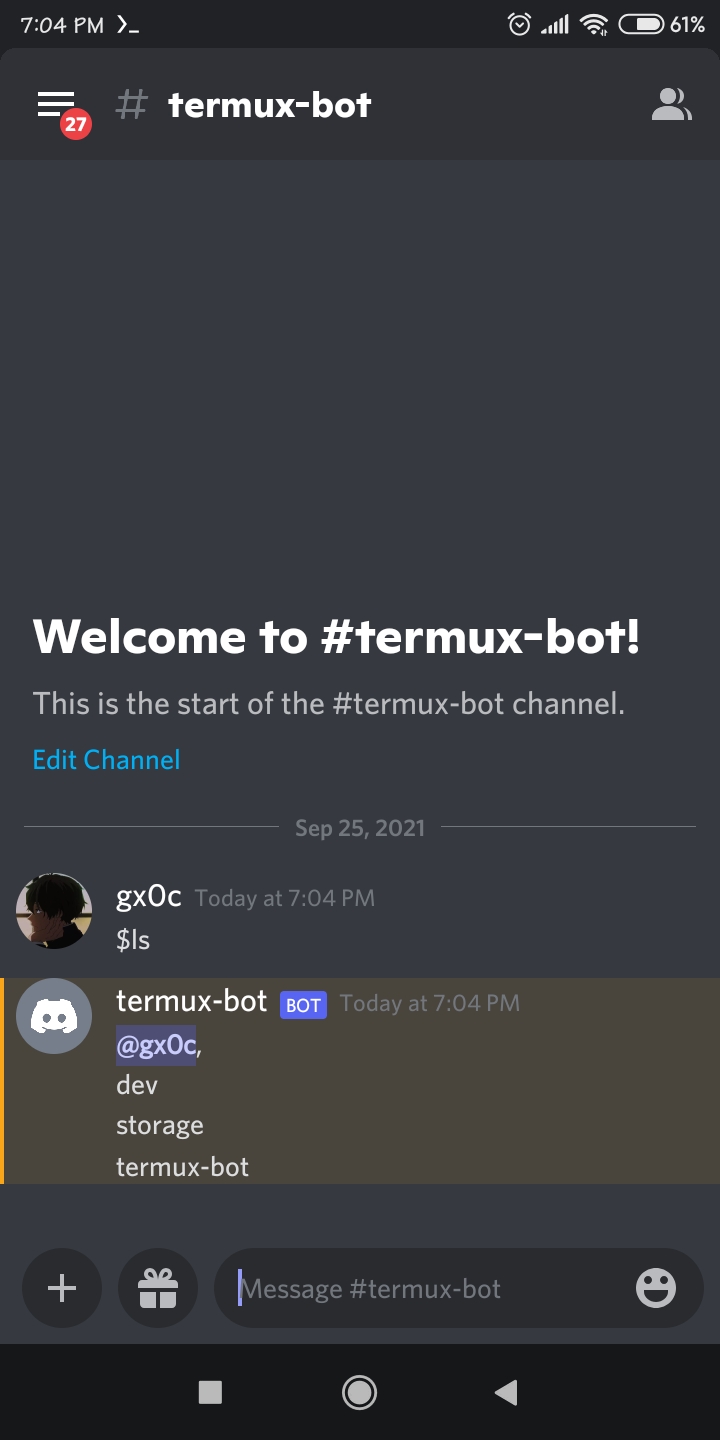 7:04 PM
61%
27
# termux-bot
Welcome to #termux-bot!
This is the start of the #termux-bot channel.
Edit Channel
Sep 25, 2021
gx0c Today at 7:04 PM
$ls
termux-bot BOT Today at 7:04 PM
@gx0c,
dev
storage
termux-bot
Message #termux-bot